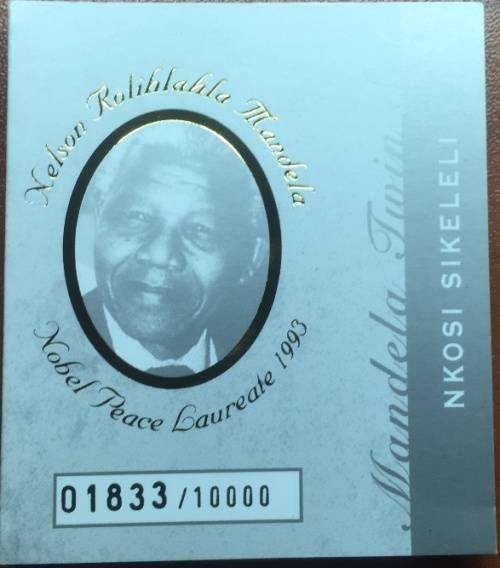 Nelson Rolihlahla Mandela
Nobel Peace Laureate 1993
01833/10000
Mandela Twin
NKOSI SIKELELI